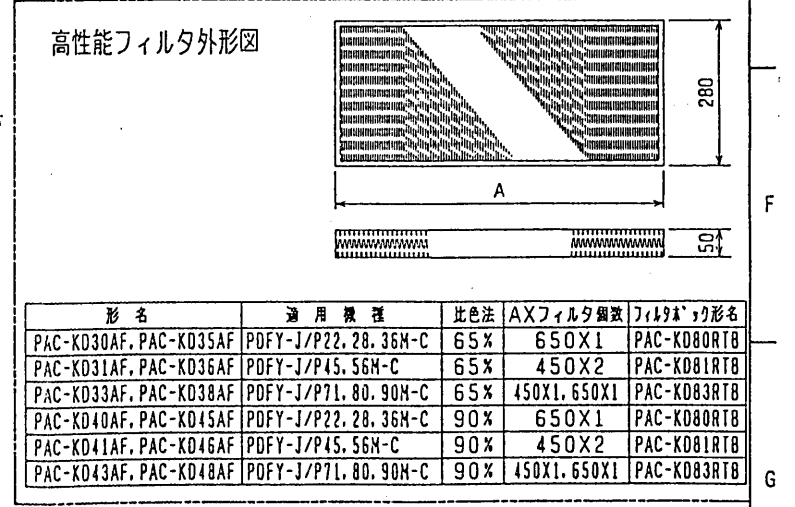 高性能フィルタ外形図
280
A
50
F
G
形 名 適 用 機 種 比色法 AXフィルタ個数 フィルタボック形名
PAC-KD30AF,PAC-KD35AF PDFY-J/P22.28.36M-C 65% 650X1 PAC-KD80RTB
PAC-KD31AF,PAC-KD36AF PDFY-J/P45.56M-C 65% 450X2 PAC-KD81RTB
PAC-KD33AF,PAC-KD38AF PDFY-J/P71.80.90M-C 65% 450X1,650X1 PAC-KD83RTB
PAC-KD40AF,PAC-KD45AF PDFY-J/P22.28.36M-C 90% 650X1 PAC-KD80RTB
PAC-KD41AF,PAC-KD46AF PDFY-J/P45.56M-C 90% 450X2 PAC-KD81RTB
PAC-KD43AF,PAC-KD48AF PDFY-J/P71.80.90M-C 90% 450X1,650X1 PAC-KD83RTB